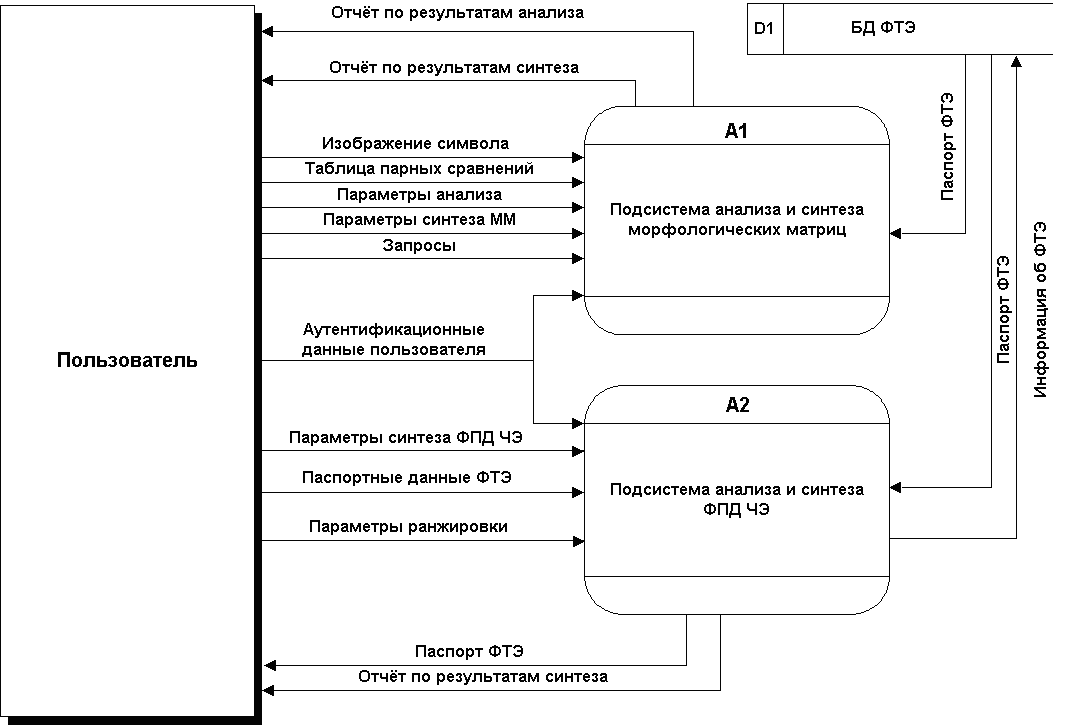 Отчёт по результатам анализа
D1
БД ФТЭ
Отчёт по результатам синтеза
A1
Паспорт ФТЭ
Изображение символа
Таблица парных сравнений
Параметры анализа
Параметры синтеза ММ
Запросы
Подсистема анализа и синтеза
морфологических матриц
Паспорт ФТЭ
Информация об ФТЭ
Аутентификационные
данные пользователя
Пользователь
A2
Параметры синтеза ФПД ЧЭ
Паспортные данные ФТЭ
Параметры ранжировки
Подсистема анализа и синтеза
ФПД ЧЭ
Паспорт ФТЭ
Отчёт по результатам синтеза